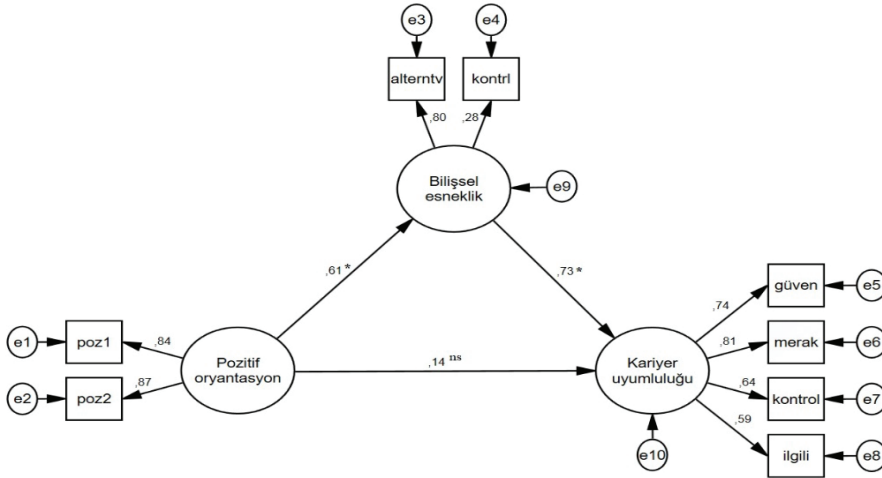 e3
e4
alterntv
kontrl
,80
,28
Bilişsel
esneklik
e9
,61 *
,73 *
güven
e5
,74
e1
poz1
,84
merak
e6
,81
Pozitif
oryantasyon
,14 ns
Kariyer
uyumluluğu
e2
poz2
,87
,64
kontrol
e7
,59
e10
ilgili
e8